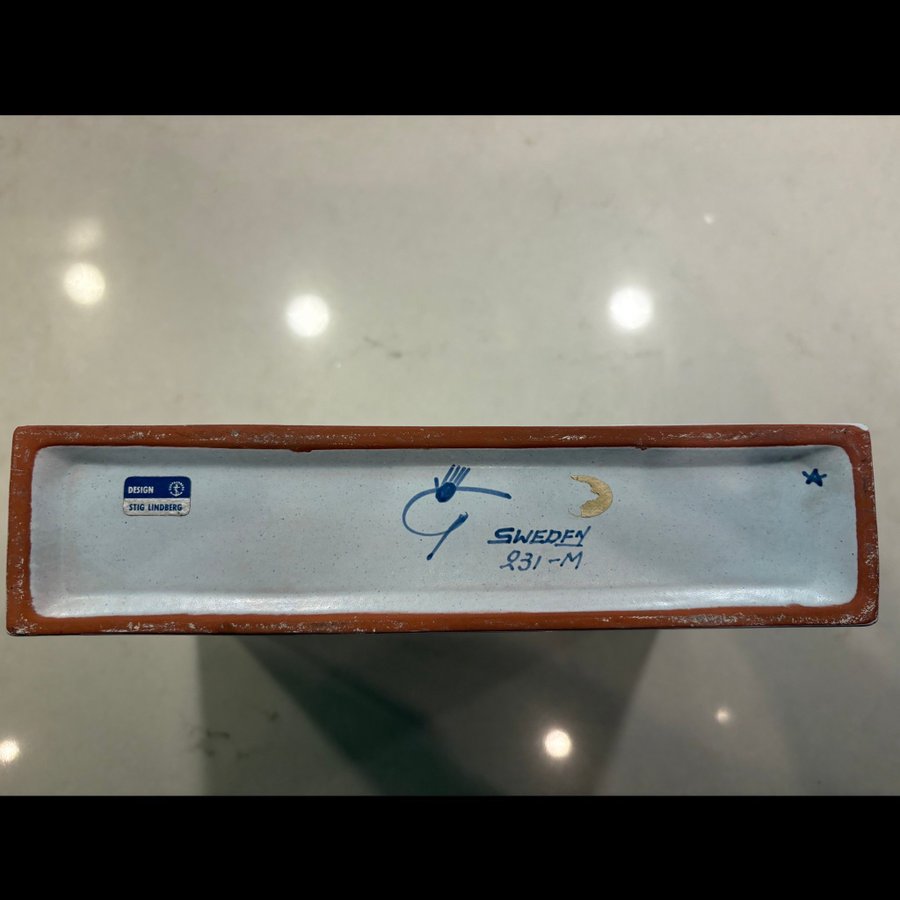 DESIGN
STIG LINDBERG
SWEDEN
231-M